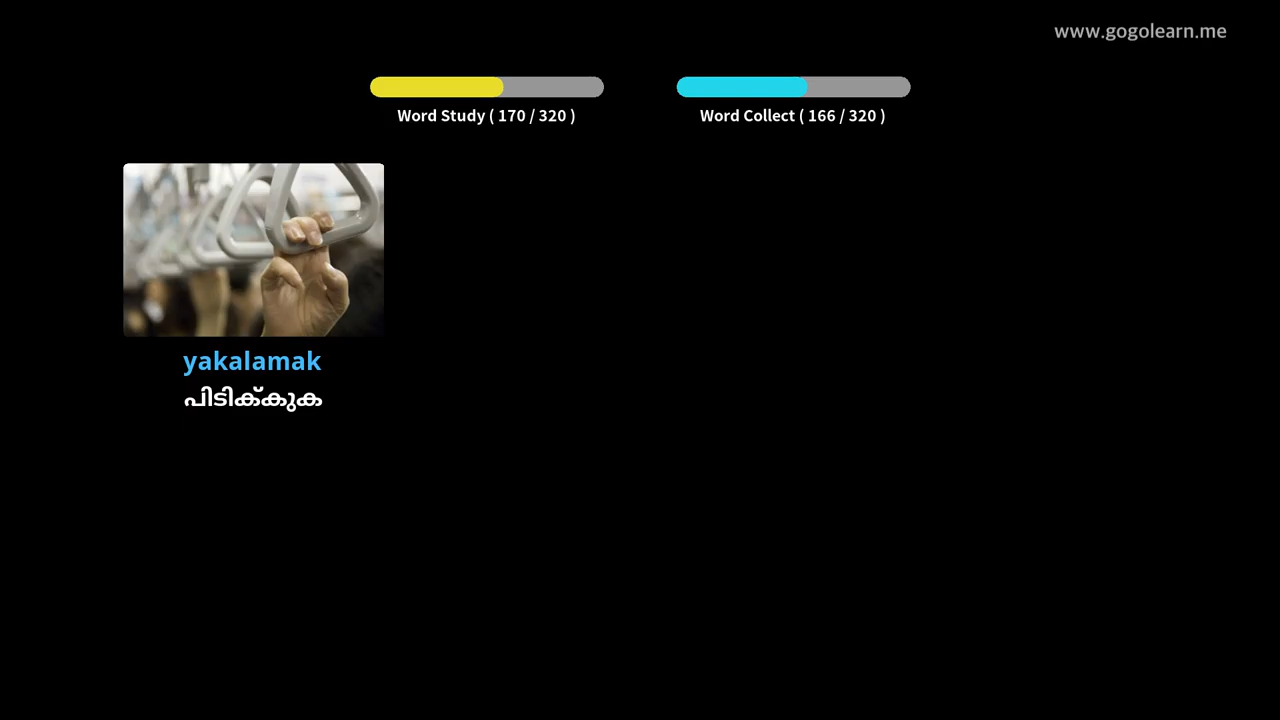 www.gogolearn.me
Word Study ( 170 / 320 )
Word Collect ( 166 / 320 )
yakalamak
പിടിക്കുക